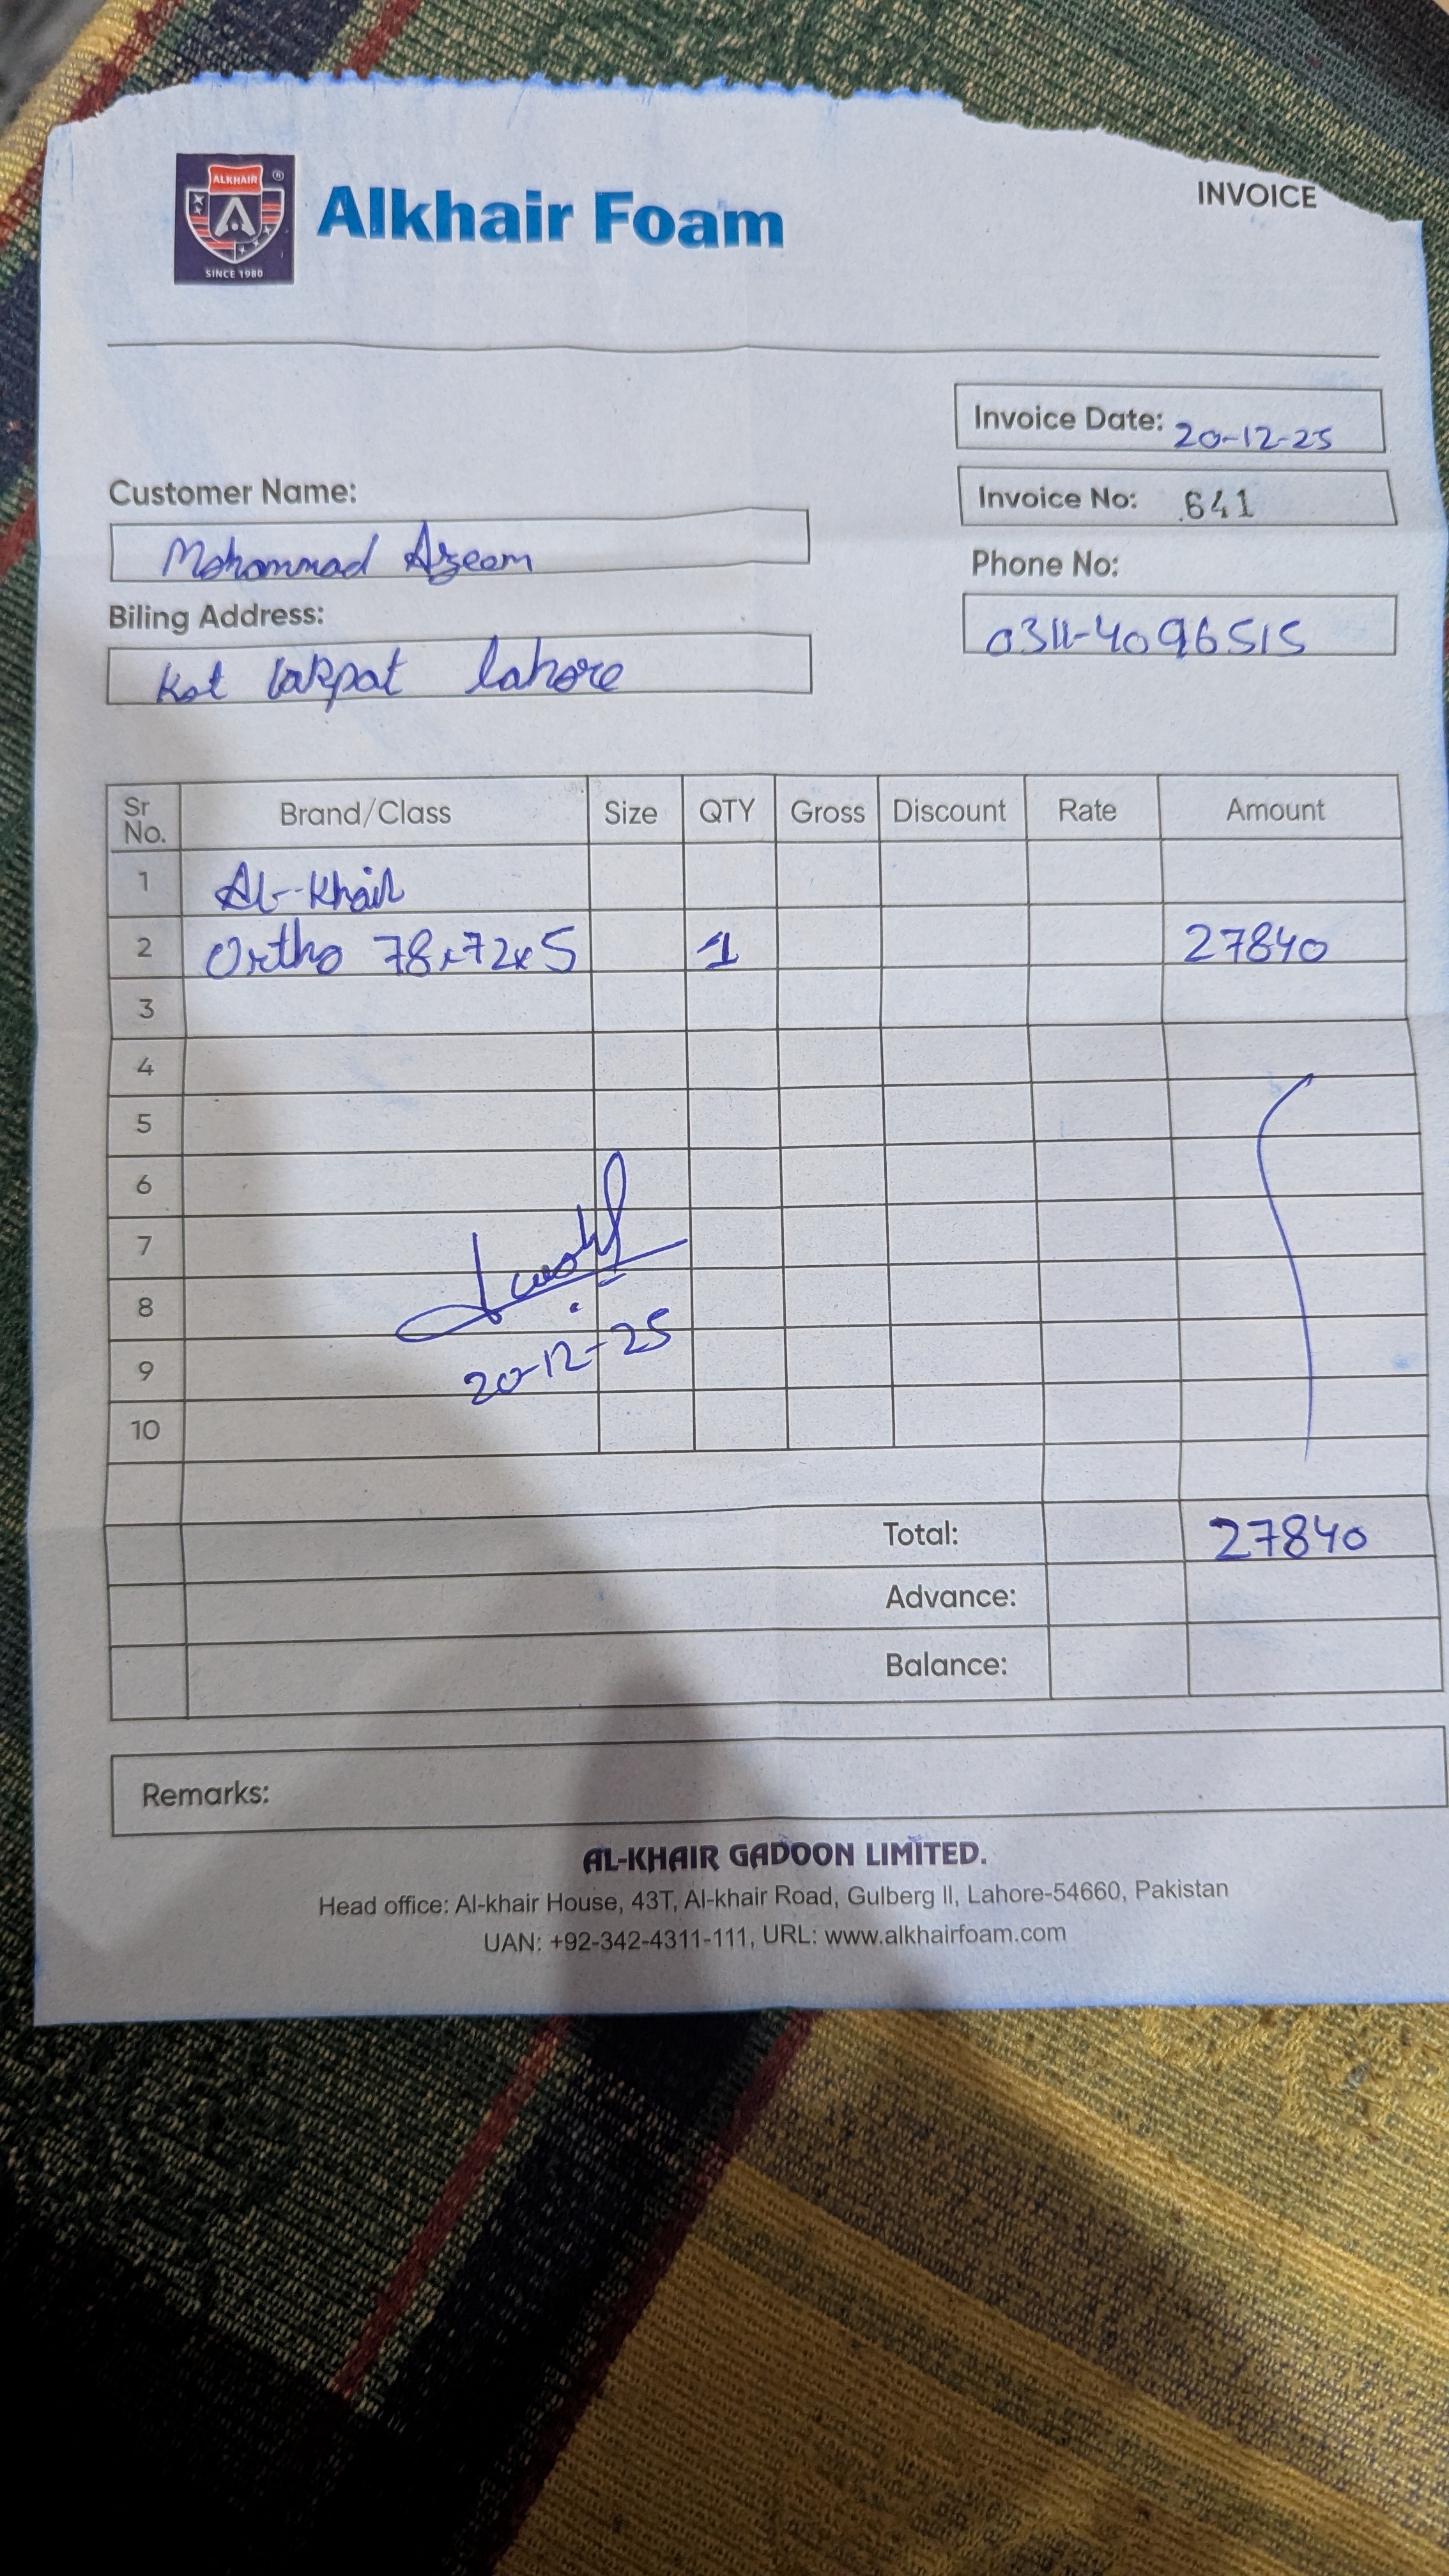 ALKHAIR ®
SINCE 1980
Alkhair Foam
INVOICE
Invoice Date: 20-12-25
Customer Name:
Invoice No: 641
Mohammad Azeem
Phone No:
Biling Address:
0311-4096515
Kot lakpat lahore
Sr No. Brand/Class Size QTY Gross Discount Rate Amount
1 Al-Khair
2 Ortho 78x72x5 1 27840
3
4
5
6
7
8
9
10
20-12-25
Total: 27840
Advance:
Balance:
Remarks:
AL-KHAIR GADOON LIMITED.
Head office: Al-khair House, 43T, Al-khair Road, Gulberg II, Lahore-54660, Pakistan
UAN: +92-342-4311-111, URL: www.alkhairfoam.com